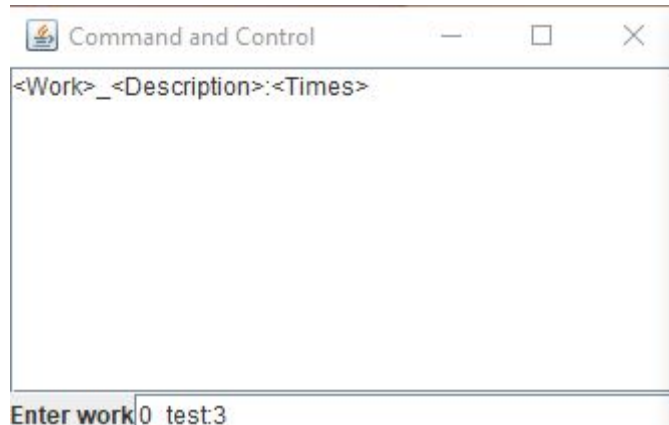 Command and Control
<Work>_<Description>:<Times>
Enter work 0_test:3